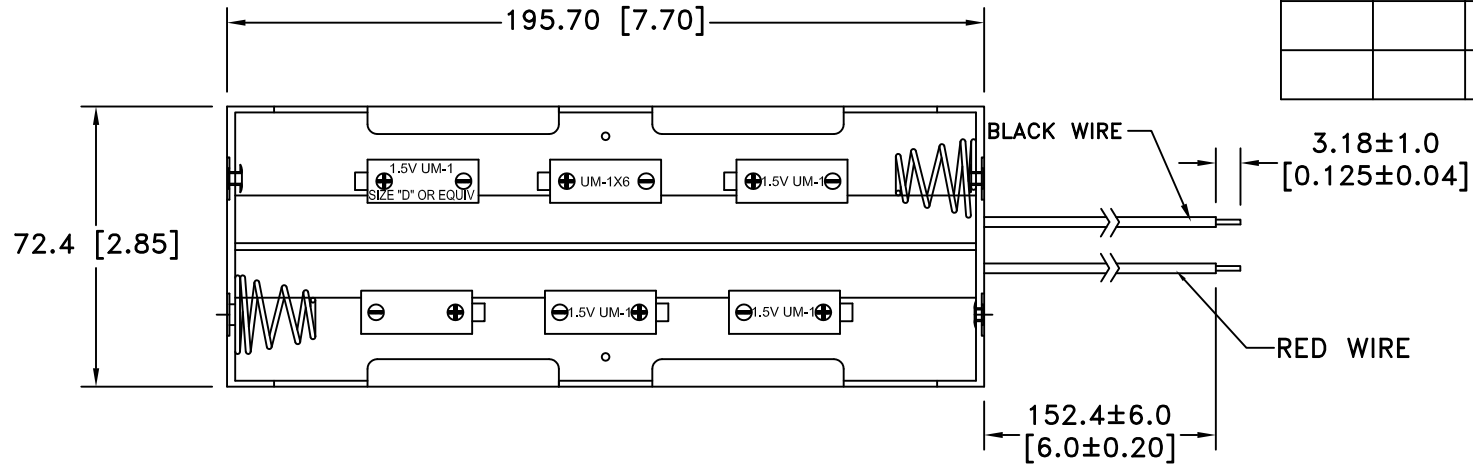 195.70 [7.70]
BLACK WIRE
3.18±1.0
[0.125±0.04]
1.5V UM-1
SIZE "D" OR EQUIV
UM-1X6
1.5V UM-1
72.4 [2.85]
1.5V UM-1
1.5V UM-1
RED WIRE
152.4±6.0
[6.0±0.20]